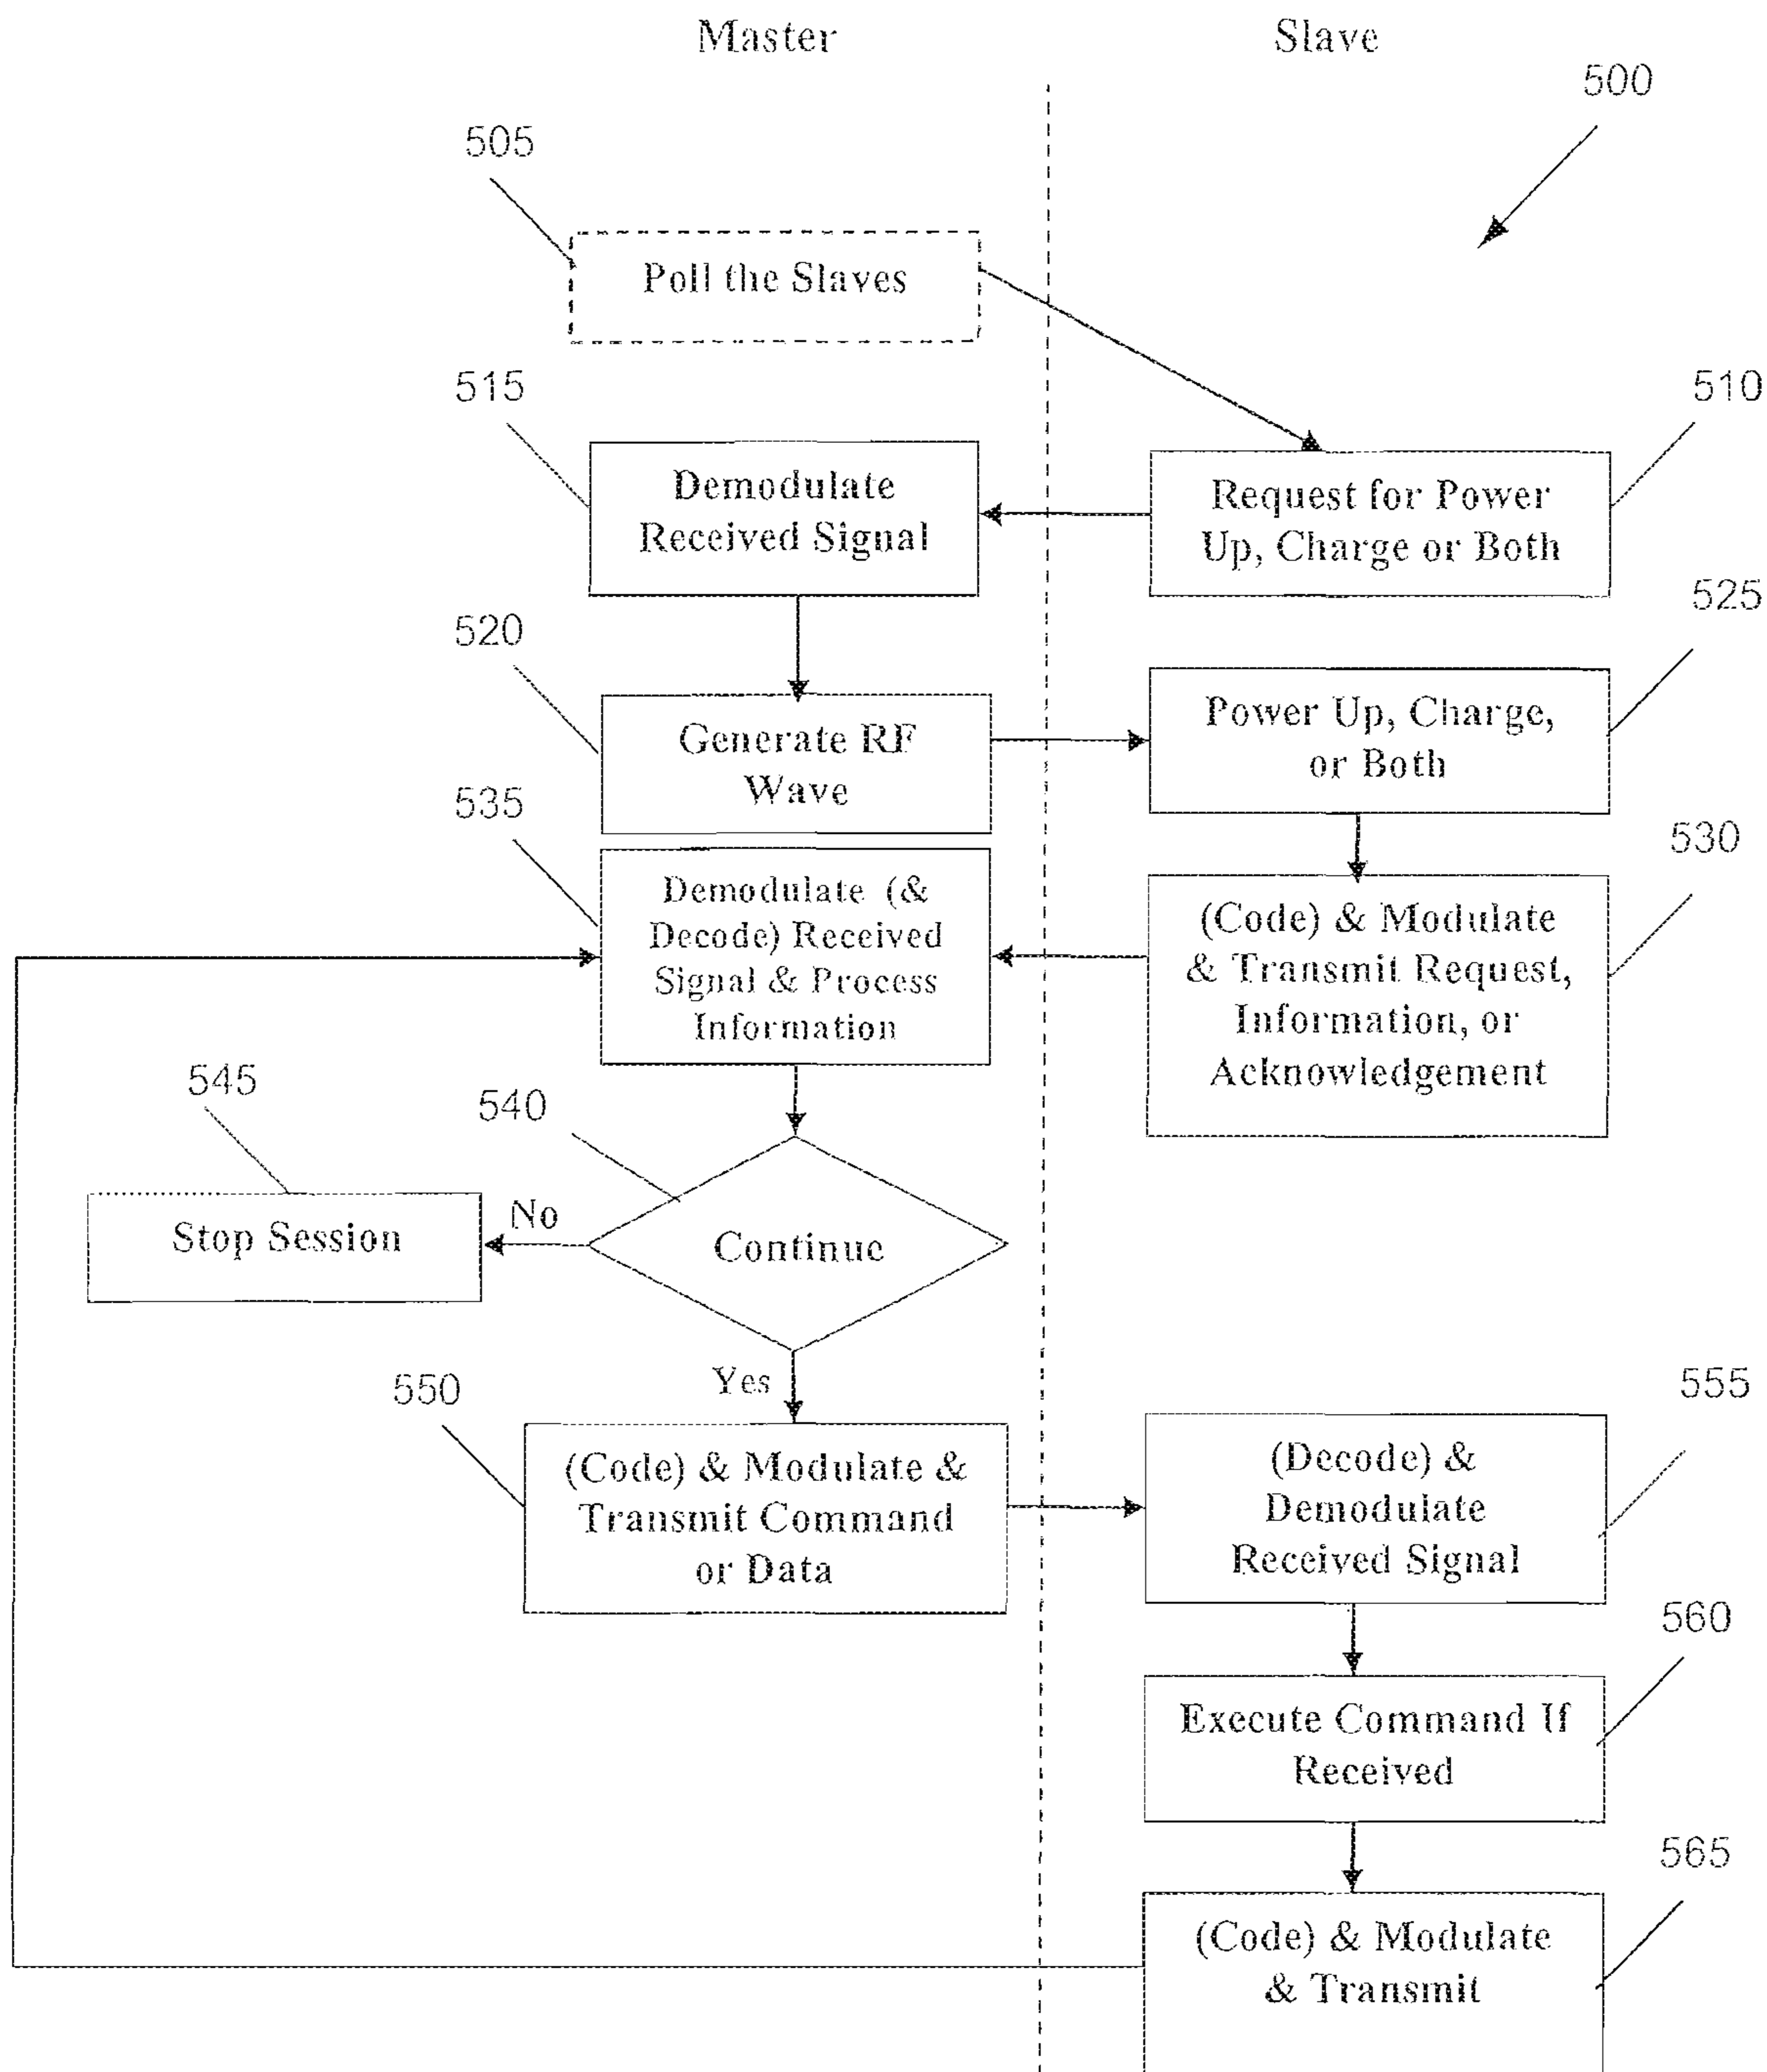 Master
Slave
500
505
Poll the Slaves
515
510
Demodulate
Received Signal
Request for Power
Up, Charge or Both
520
525
Generate RF
Wave
Power Up, Charge,
or Both
535
530
Demodulate (&
Decode) Received
Signal & Process
Information
(Code) & Modulate
& Transmit Request,
Information, or
Acknowledgement
545
540
Stop Session
No
Continue
Yes
550
555
(Code) & Modulate &
Transmit Command
or Data
(Decode) &
Demodulate
Received Signal
560
Execute Command If
Received
565
(Code) & Modulate
& Transmit